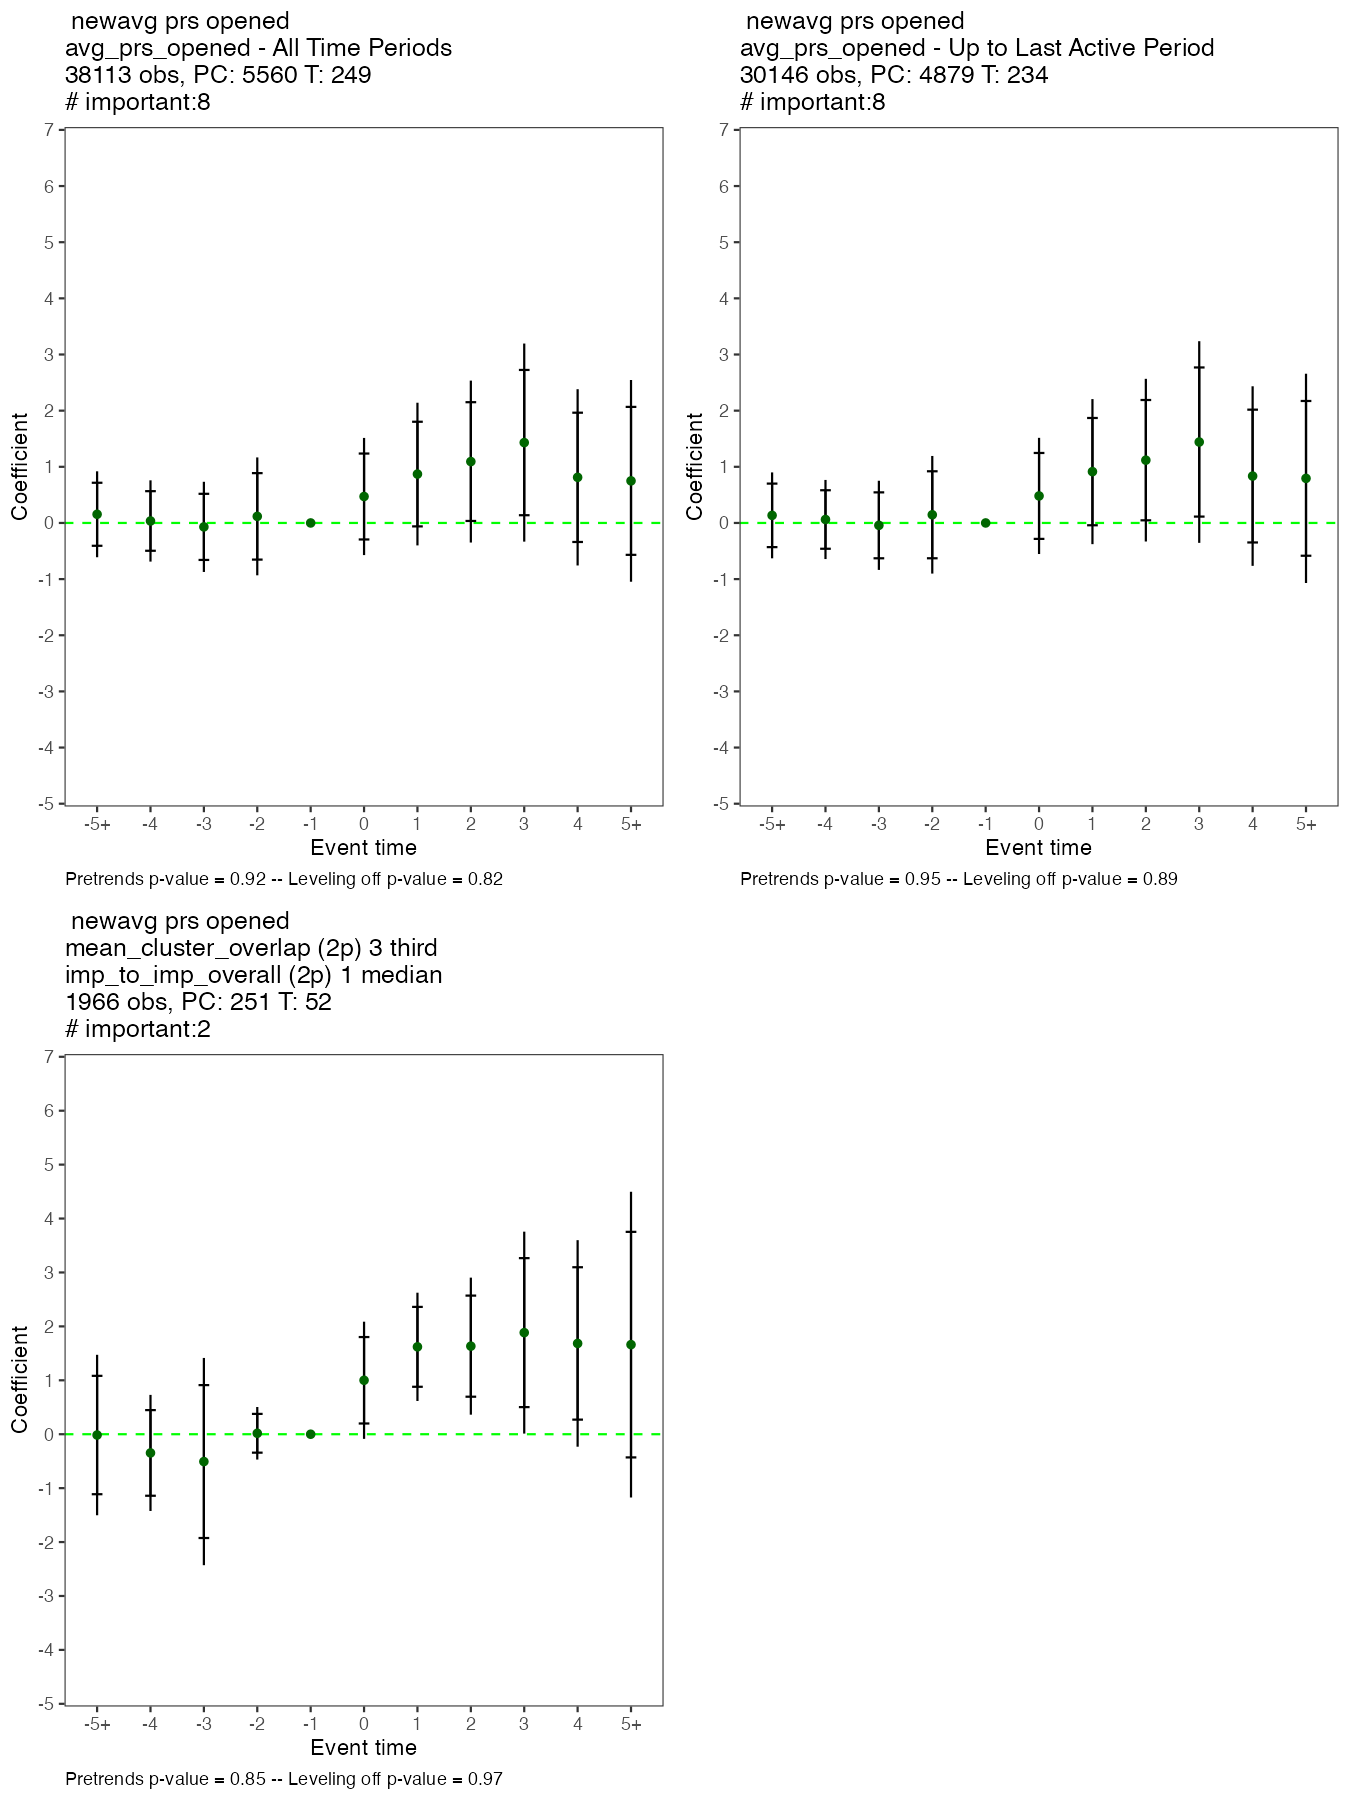 newavg prs opened
avg_prs_opened - All Time Periods
38113 obs, PC: 5560 T: 249
# important:8
7
6
5
4
3
2
1
0
-1
-2
-3
-4
-5
Coefficient
-5+ -4 -3 -2 -1 0 1 2 3 4 5+
Event time
Pretrends p-value = 0.92 -- Leveling off p-value = 0.82
newavg prs opened
avg_prs_opened - Up to Last Active Period
30146 obs, PC: 4879 T: 234
# important:8
7
6
5
4
3
2
1
0
-1
-2
-3
-4
-5
Coefficient
-5+ -4 -3 -2 -1 0 1 2 3 4 5+
Event time
Pretrends p-value = 0.95 -- Leveling off p-value = 0.89
newavg prs opened
mean_cluster_overlap (2p) 3 third
imp_to_imp_overall (2p) 1 median
1966 obs, PC: 251 T: 52
# important:2
7
6
5
4
3
2
1
0
-1
-2
-3
-4
-5
Coefficient
-5+ -4 -3 -2 -1 0 1 2 3 4 5+
Event time
Pretrends p-value = 0.85 -- Leveling off p-value = 0.97